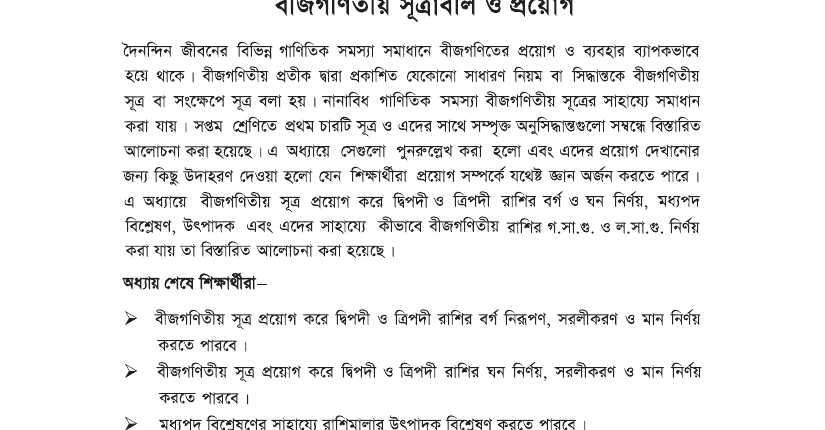 বীজগণিতীয় সূত্রাবলি ও প্রয়োগ
দৈনন্দিন জীবনের বিভিন্ন গাণিতিক সমস্যা সমাধানে বীজগণিতের প্রয়োগ ও ব্যবহার ব্যাপকভাবে
হয়ে থাকে। বীজগণিতীয় প্রতীক দ্বারা প্রকাশিত যেকোনো সাধারণ নিয়ম বা সিদ্ধান্তকে বীজগণিতীয়
সূত্র বা সংক্ষেপে সূত্র বলা হয়। নানাবিধ গাণিতিক সমস্যা বীজগণিতীয় সূত্রের সাহায্যে সমাধান
করা যায়। সপ্তম শ্রেণিতে প্রথম চারটি সূত্র ও এদের সাথে সম্পৃক্ত অনুসিদ্ধান্তগুলো সম্বন্ধে বিস্তারিত
আলোচনা করা হয়েছে। এ অধ্যায়ে সেগুলো পুনরুল্লেখ করা হলো এবং এদের প্রয়োগ দেখানোর
জন্য কিছু উদাহরণ দেওয়া হলো যেন শিক্ষার্থীরা প্রয়োগ সম্পর্কে যথেষ্ট জ্ঞান অর্জন করতে পারে।
এ অধ্যায়ে বীজগণিতীয় সূত্র প্রয়োগ করে দ্বিপদী ও ত্রিপদী রাশির বর্গ ও ঘন নির্ণয়, মধ্যপদ
বিশ্লেষণ, উৎপাদক এবং এদের সাহায্যে কীভাবে বীজগণিতীয় রাশির গ.সা.গু. ও ল.সা.গু. নির্ণয়
করা যায় তা বিস্তারিত আলোচনা করা হয়েছে।
অধ্যায় শেষে শিক্ষার্থীরা–
➢ বীজগণিতীয় সূত্র প্রয়োগ করে দ্বিপদী ও ত্রিপদী রাশির বর্গ নিরূপণ, সরলীকরণ ও মান নির্ণয়
করতে পারবে।
➢ বীজগণিতীয় সূত্র প্রয়োগ করে দ্বিপদী ও ত্রিপদী রাশির ঘন নির্ণয়, সরলীকরণ ও মান নির্ণয়
করতে পারবে।
➢ মধ্যপদ বিশ্লেষণের সাহায্যে রাশিমালার উৎপাদক বিশ্লেষণ করতে পারবে।